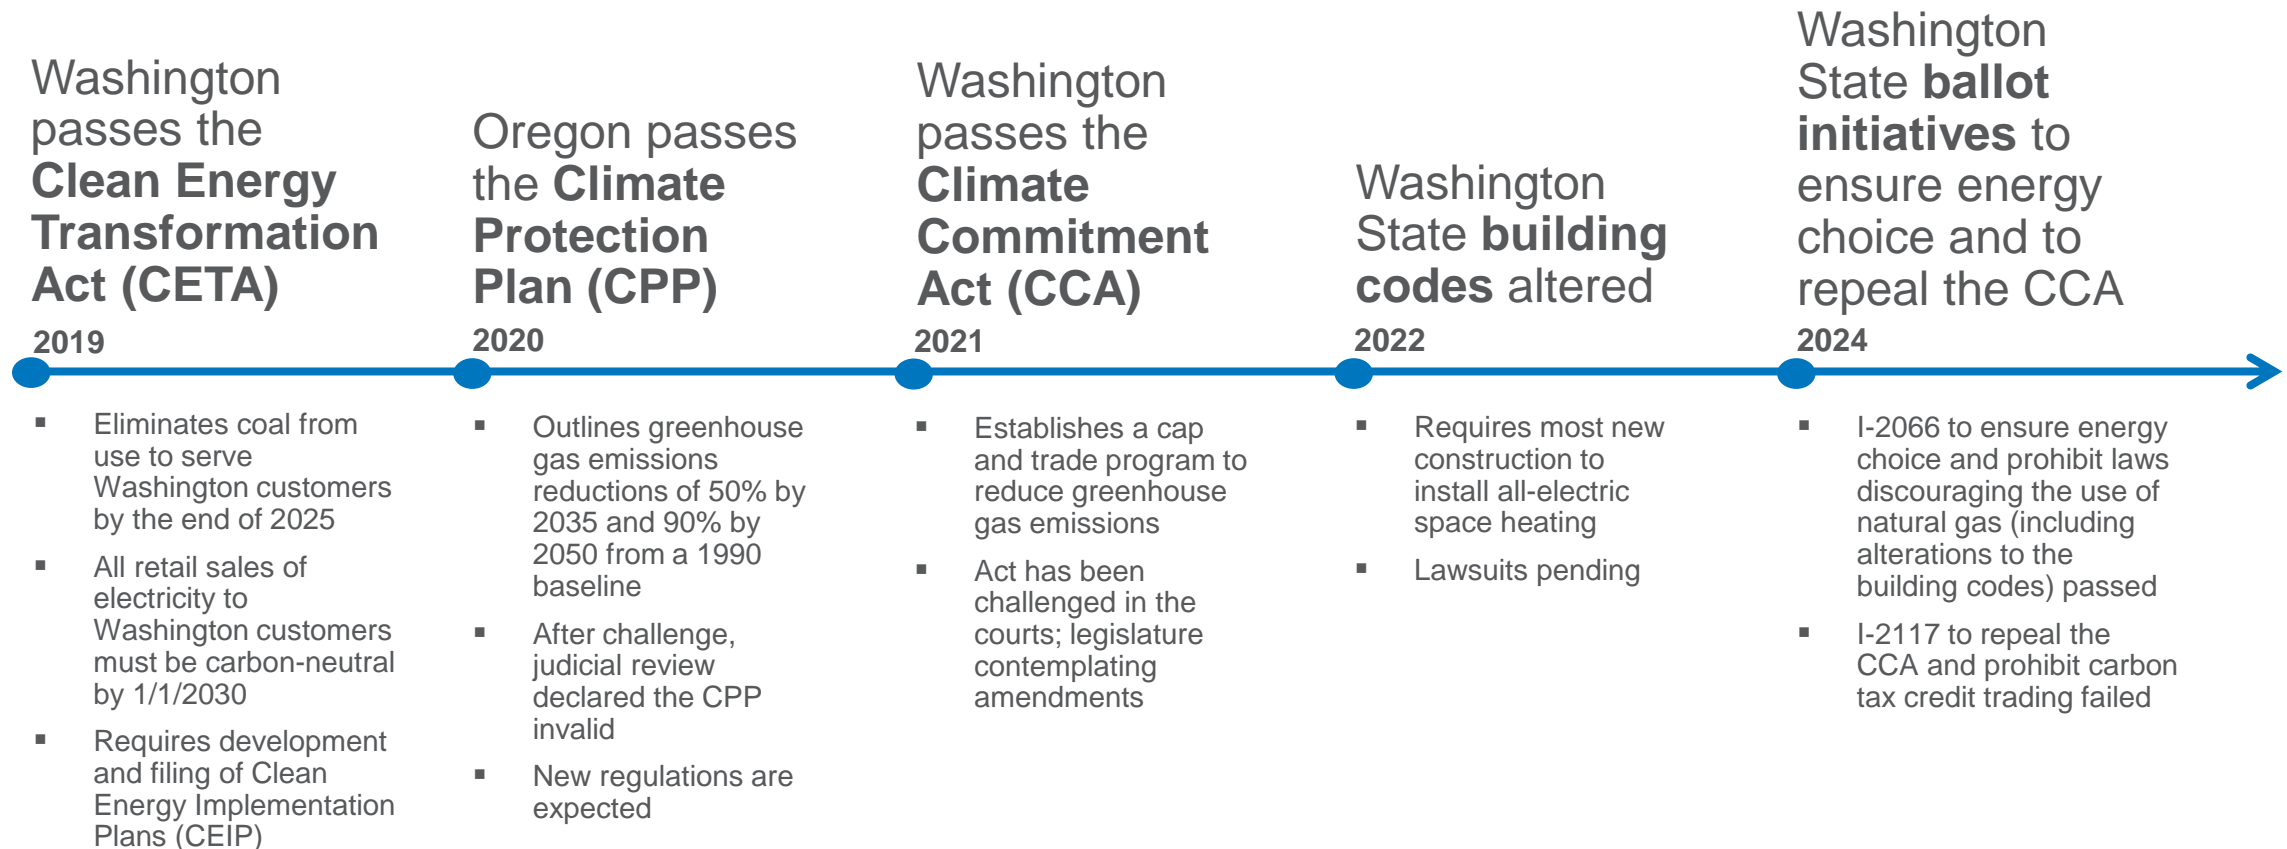 Washington
passes the
Clean Energy
Transformation
Act (CETA)
2019
▪ Eliminates coal from
use to serve
Washington customers
by the end of 2025
▪ All retail sales of
electricity to
Washington customers
must be carbon-neutral
by 1/1/2030
▪ Requires development
and filing of Clean
Energy Implementation
Plans (CEIP)
Oregon passes
the Climate
Protection
Plan (CPP)
2020
▪ Outlines greenhouse
gas emissions
reductions of 50% by
2035 and 90% by
2050 from a 1990
baseline
▪ After challenge,
judicial review
declared the CPP
invalid
▪ New regulations are
expected
Washington
passes the
Climate
Commitment
Act (CCA)
2021
▪ Establishes a cap
and trade program to
reduce greenhouse
gas emissions
▪ Act has been
challenged in the
courts; legislature
contemplating
amendments
Washington
State building
codes altered
2022
▪ Requires most new
construction to
install all-electric
space heating
▪ Lawsuits pending
Washington
State ballot
initiatives to
ensure energy
choice and to
repeal the CCA
2024
▪ I-2066 to ensure energy
choice and prohibit laws
discouraging the use of
natural gas (including
alterations to the
building codes) passed
▪ I-2117 to repeal the
CCA and prohibit carbon
tax credit trading failed